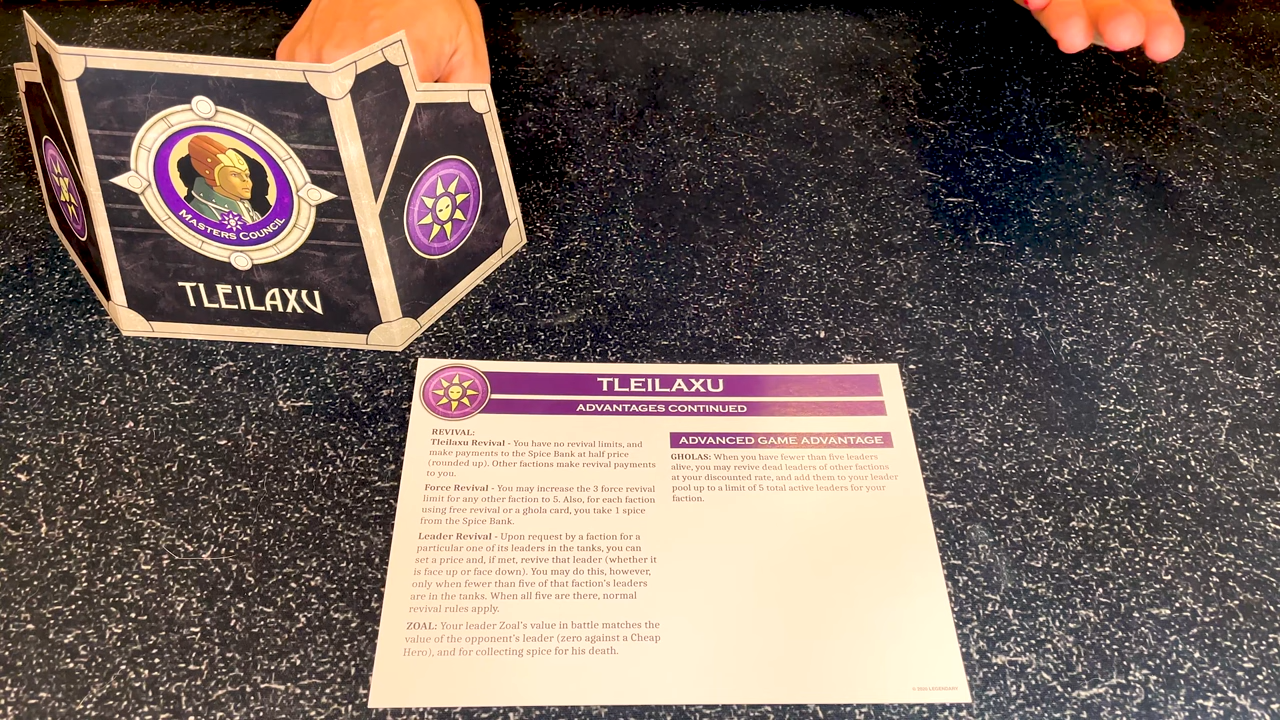 MASTERS COUNCIL
TLEILAXU
TLEILAXU
ADVANTAGES CONTINUED
REVIVAL:
Tleilaxu Revival - You have no revival limits, and
make payments to the Spice Bank at half price
(rounded up). Other factions make revival payments
to you.
Force Revival - You may increase the 3 force revival
limit for any other faction to 5. Also, for each faction
using free revival or a ghola card, you take 1 spice
from the Spice Bank.
Leader Revival - Upon request by a faction for a
particular one of its leaders in the tanks, you can
set a price and, if met, revive that leader (whether it
is face up or face down). You may do this, however,
only when fewer than five of that faction's leaders
are in the tanks. When all five are there, normal
revival rules apply.
ZOAL: Your leader Zoal's value in battle matches the
value of the opponent's leader (zero against a Cheap
Hero), and for collecting spice for his death.
ADVANCED GAME ADVANTAGE
GHOLAS: When you have fewer than five leaders
alive, you may revive dead leaders of other factions
at your discounted rate, and add them to your leader
pool up to a limit of 5 total active leaders for your
faction.